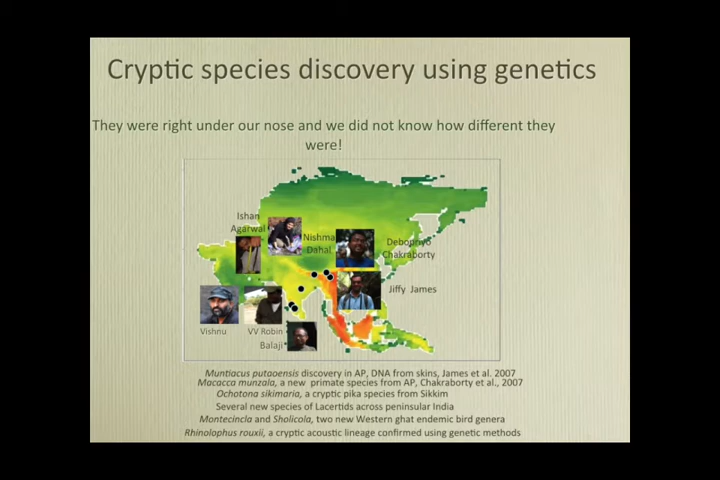 Cryptic species discovery using genetics
They were right under our nose and we did not know how different they
were!
Ishan
Agarwal
Nishma
Dahal
Debopriyo
Chakraborty
Jiffy James
Vishnu
VV Robin
Balaji
Muntiacus putaoensis discovery in AP, DNA from skins, James et al. 2007
Macacca munzala, a new primate species from AP, Chakraborty et al., 2007
Ochotona sikimaria, a cryptic pika species from Sikkim
Several new species of Lacertids across peninsular India
Montecincla and Sholicola, two new Western ghat endemic bird genera
Rhinolophus rouxii, a cryptic acoustic lineage confirmed using genetic methods